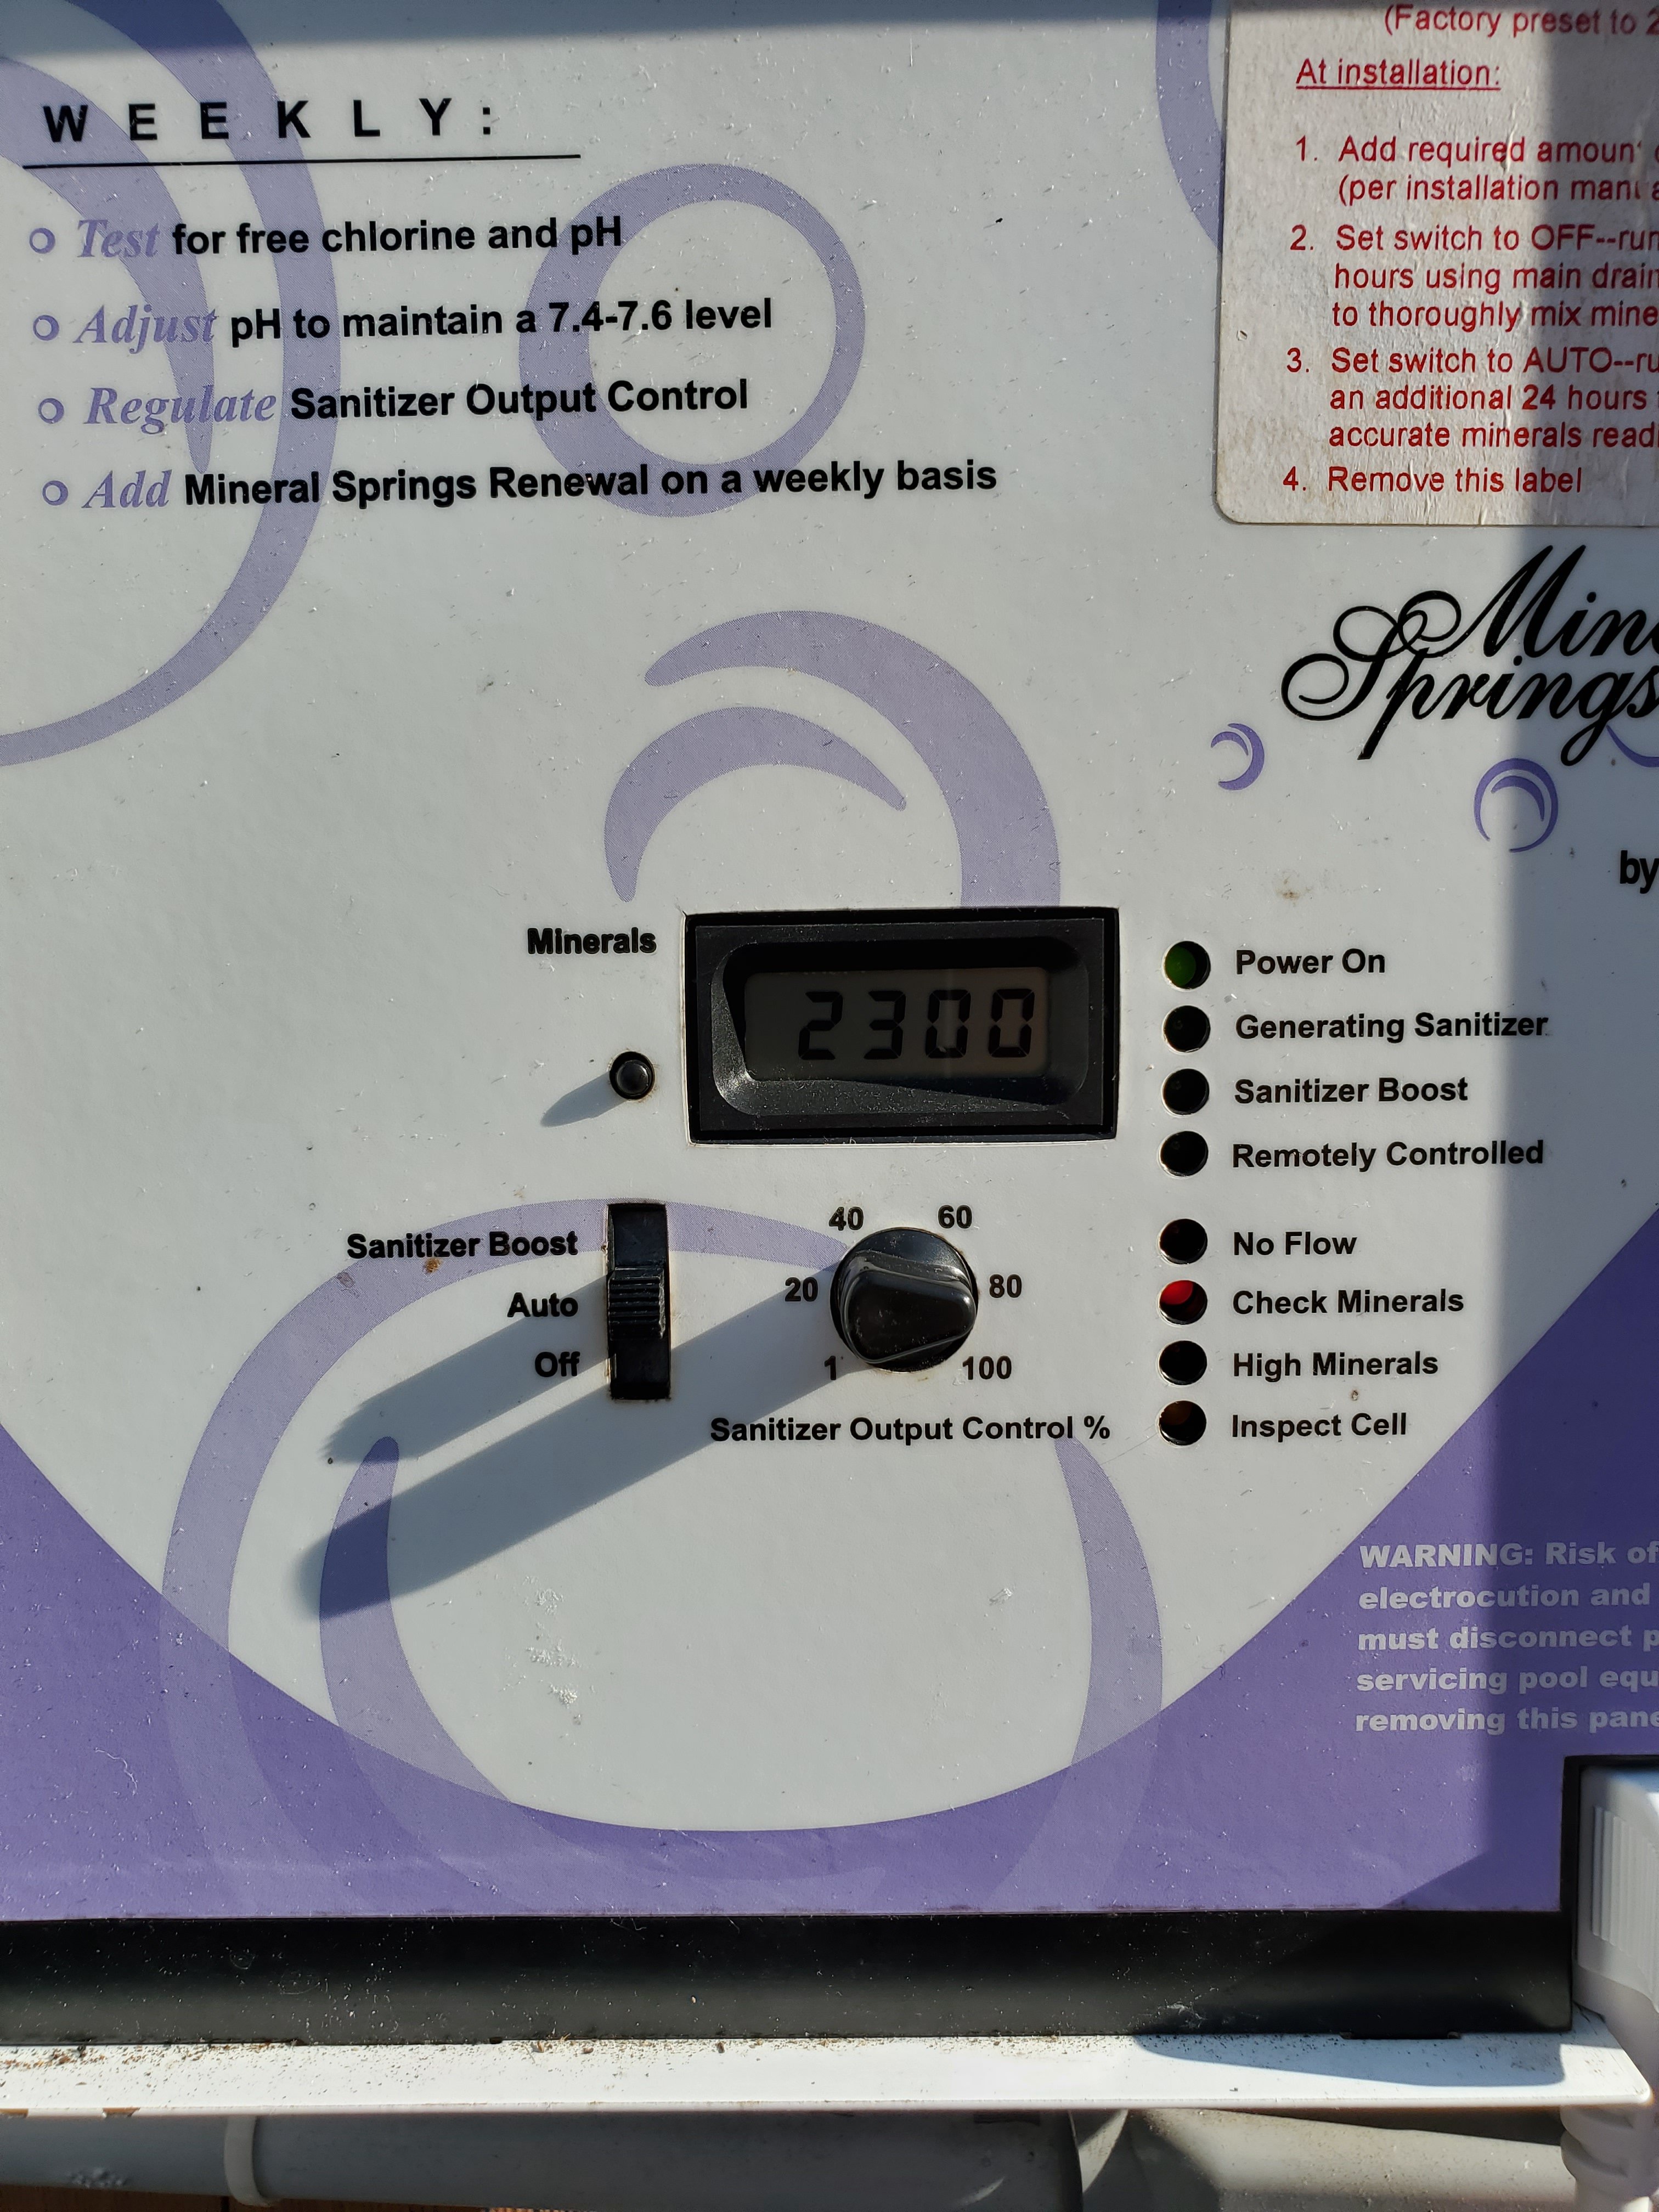 WEEKLY:
Test for free chlorine and pH
Adjust pH to maintain a 7.4-7.6 level
Regulate Sanitizer Output Control
Add Mineral Springs Renewal on a weekly basis
(Factory preset to 2
At installation:
1. Add required amoun
(per installation
2. Set switch to OFF--run
hours using main drain
to thoroughly mix mine
3. Set switch to AUTO--ru
an additional 24 hours
accurate minerals read
4. Remove this label
Min
Springs
by
Minerals
2300
Power On
Generating Sanitizer
Sanitizer Boost
Remotely Controlled
No Flow
Check Minerals
High Minerals
Inspect Cell
Sanitizer Boost
Auto
Off
40 60
20 80
1 100
Sanitizer Output Control %
WARNING: Risk of
electrocution and
must disconnect p
servicing pool equ
removing this pane